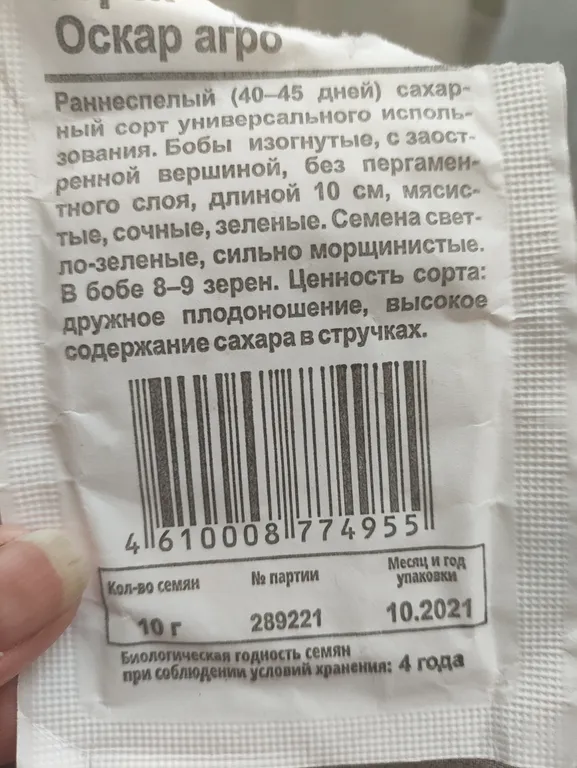 Оскар агро
Раннеспелый (40–45 дней) сахар-
ный сорт универсального исполь-
зования. Бобы изогнутые, с заост-
ренной вершиной, без пергамен-
тного слоя, длиной 10 см, мясис-
тые, сочные, зеленые. Семена свет-
ло-зеленые, сильно морщинистые.
В бобе 8–9 зерен. Ценность сорта:
дружное плодоношение, высокое
содержание сахара в стручках.
4 610008 774955
Кол-во семян № партии Месяц и год
упаковки
10 г 289221 10.2021
Биологическая годность семян
при соблюдении условий хранения: 4 года